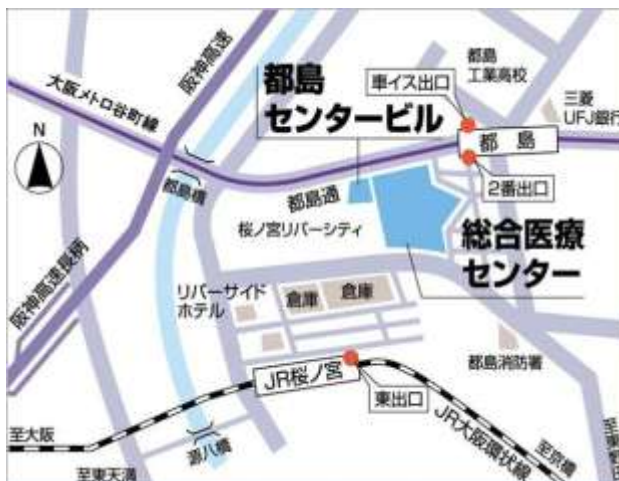 阪神高速
大阪メトロ谷町線
都島
センタービル
車イス出口
都島
工業高校
三菱
UFJ銀行
都島
2番出口
N
都島橋
都島通
桜ノ宮リバーシティ
総合医療
センター
阪神高速長柄
リバーサイド
ホテル
倉庫
倉庫
都島消防署
JR桜ノ宮
東出口
JR大阪環状線
至大阪
源八橋
至東天満
至京橋
至東野田